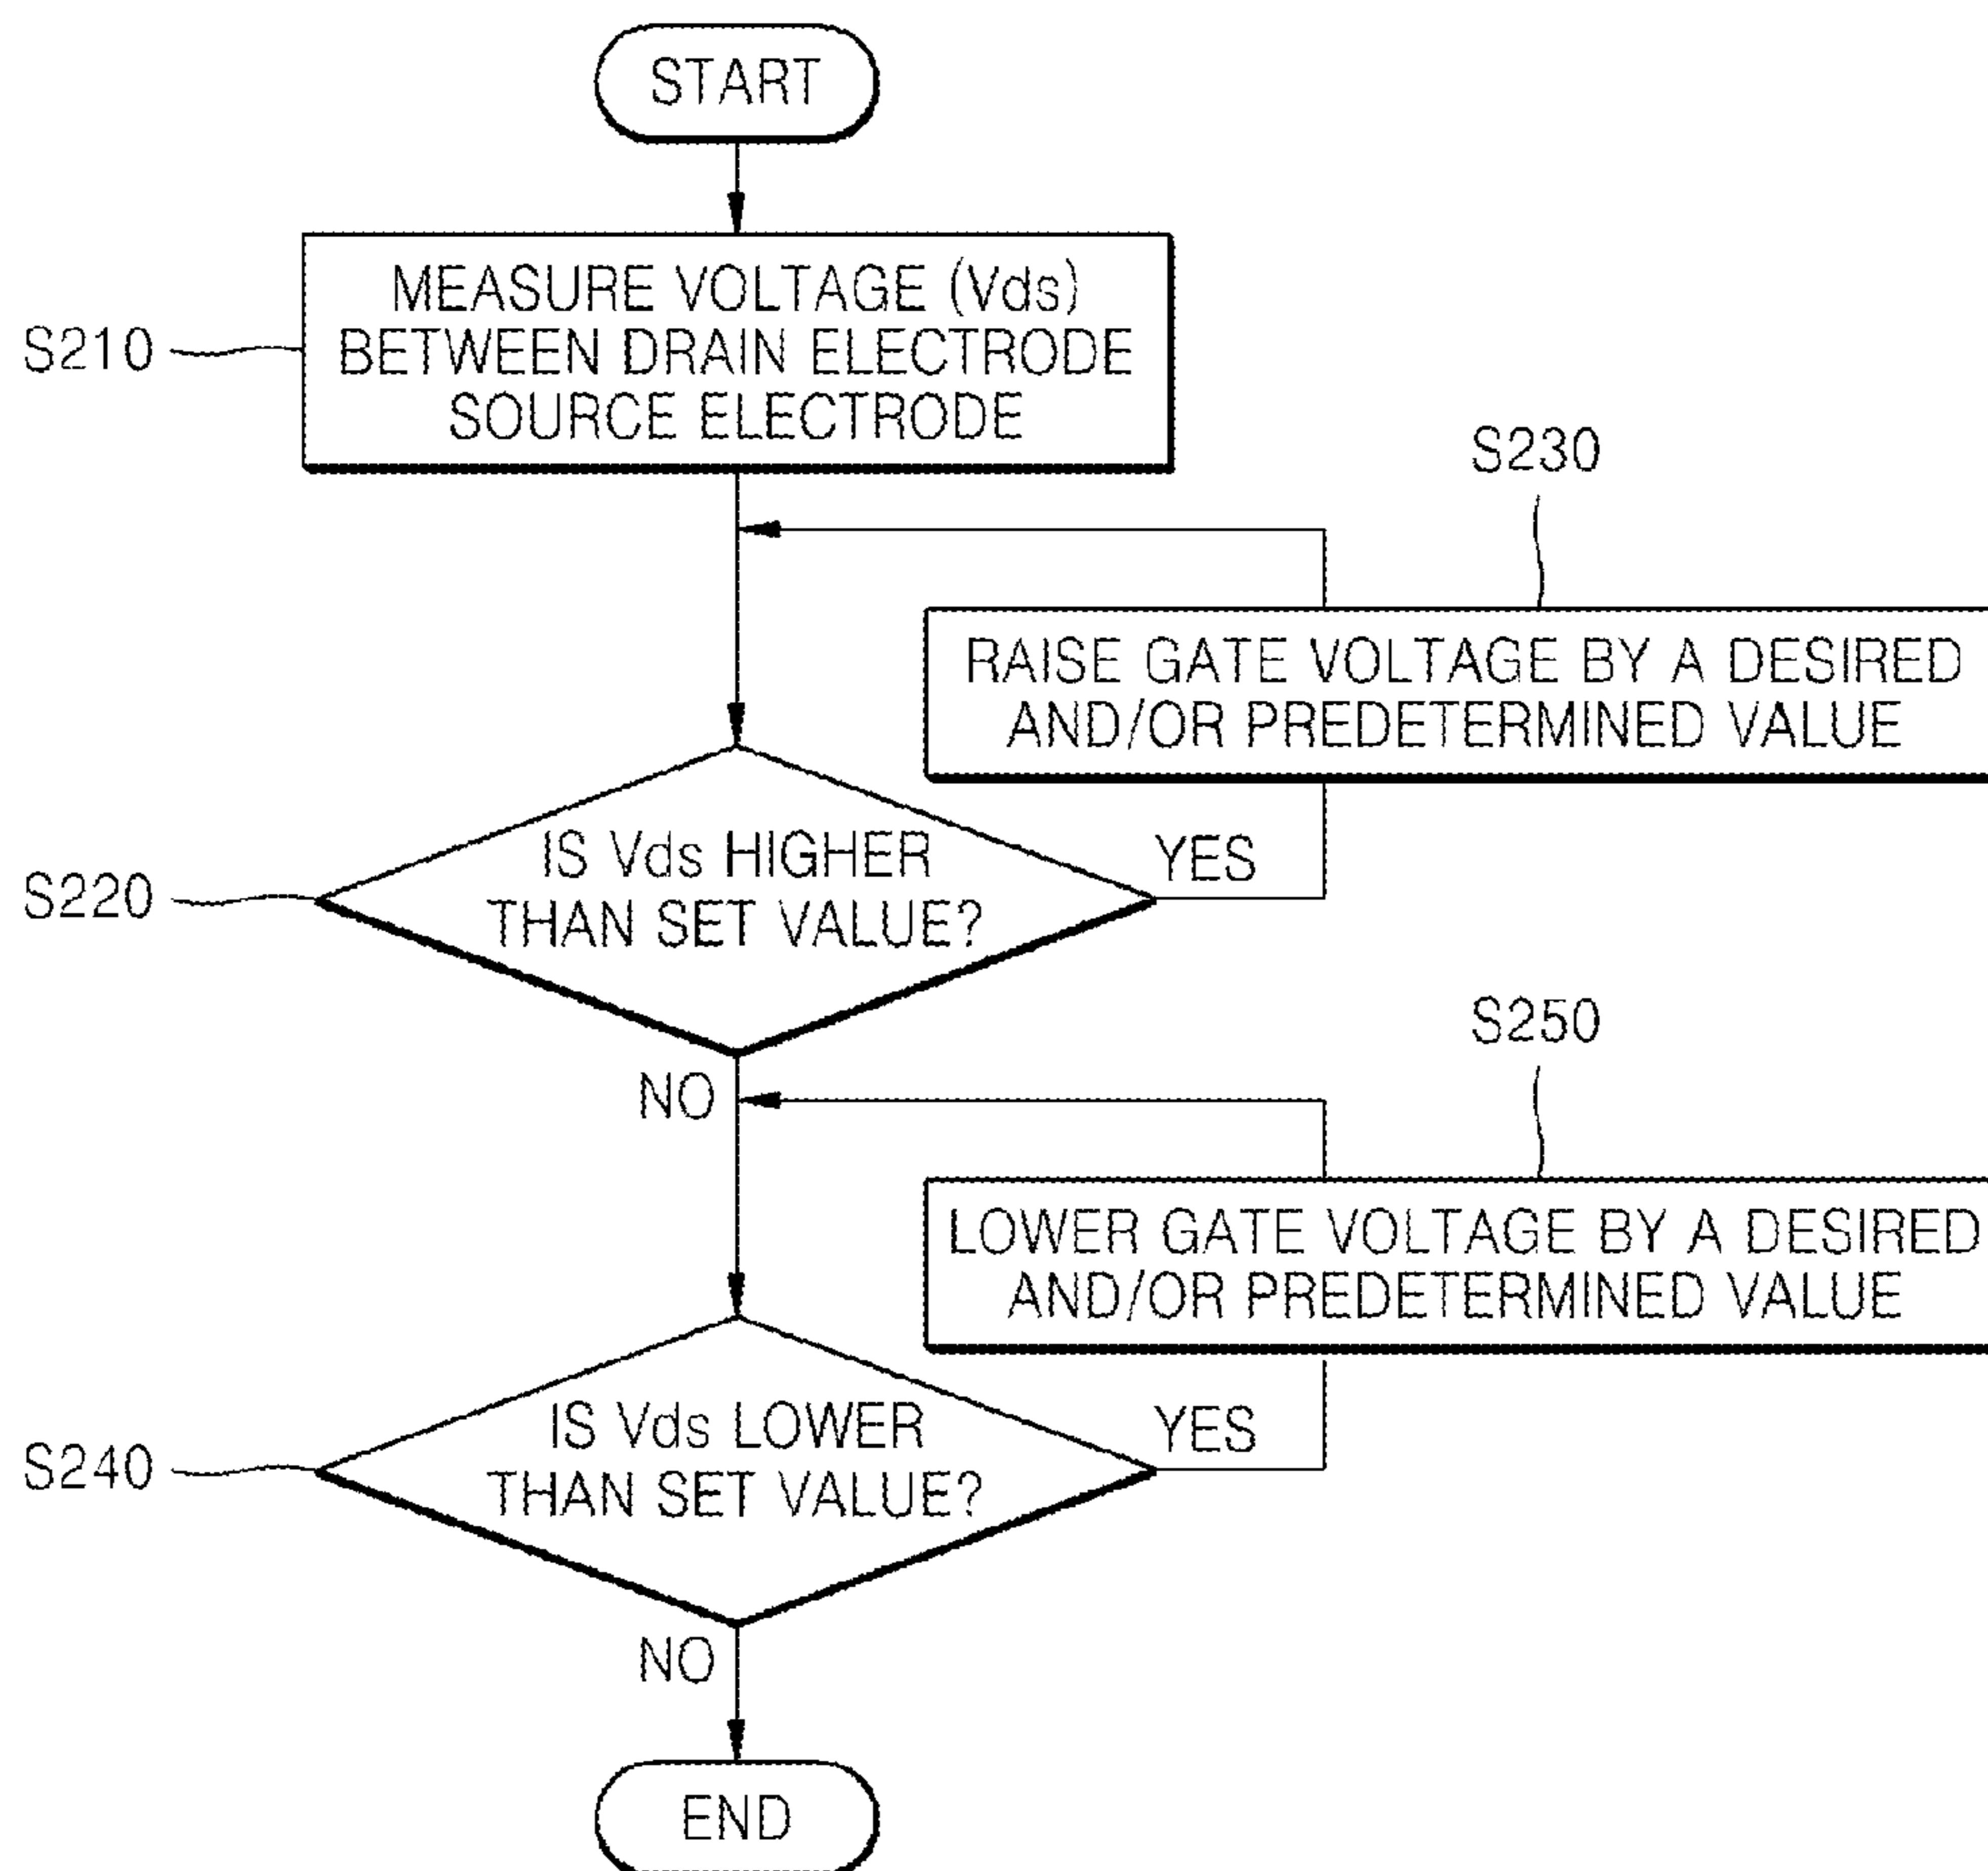 START
MEASURE VOLTAGE (Vds)
BETWEEN DRAIN ELECTRODE
SOURCE ELECTRODE
S210
S230
RAISE GATE VOLTAGE BY A DESIRED
AND/OR PREDETERMINED VALUE
IS Vds HIGHER
THAN SET VALUE?
YES
S220
NO
S250
LOWER GATE VOLTAGE BY A DESIRED
AND/OR PREDETERMINED VALUE
IS Vds LOWER
THAN SET VALUE?
YES
S240
NO
END